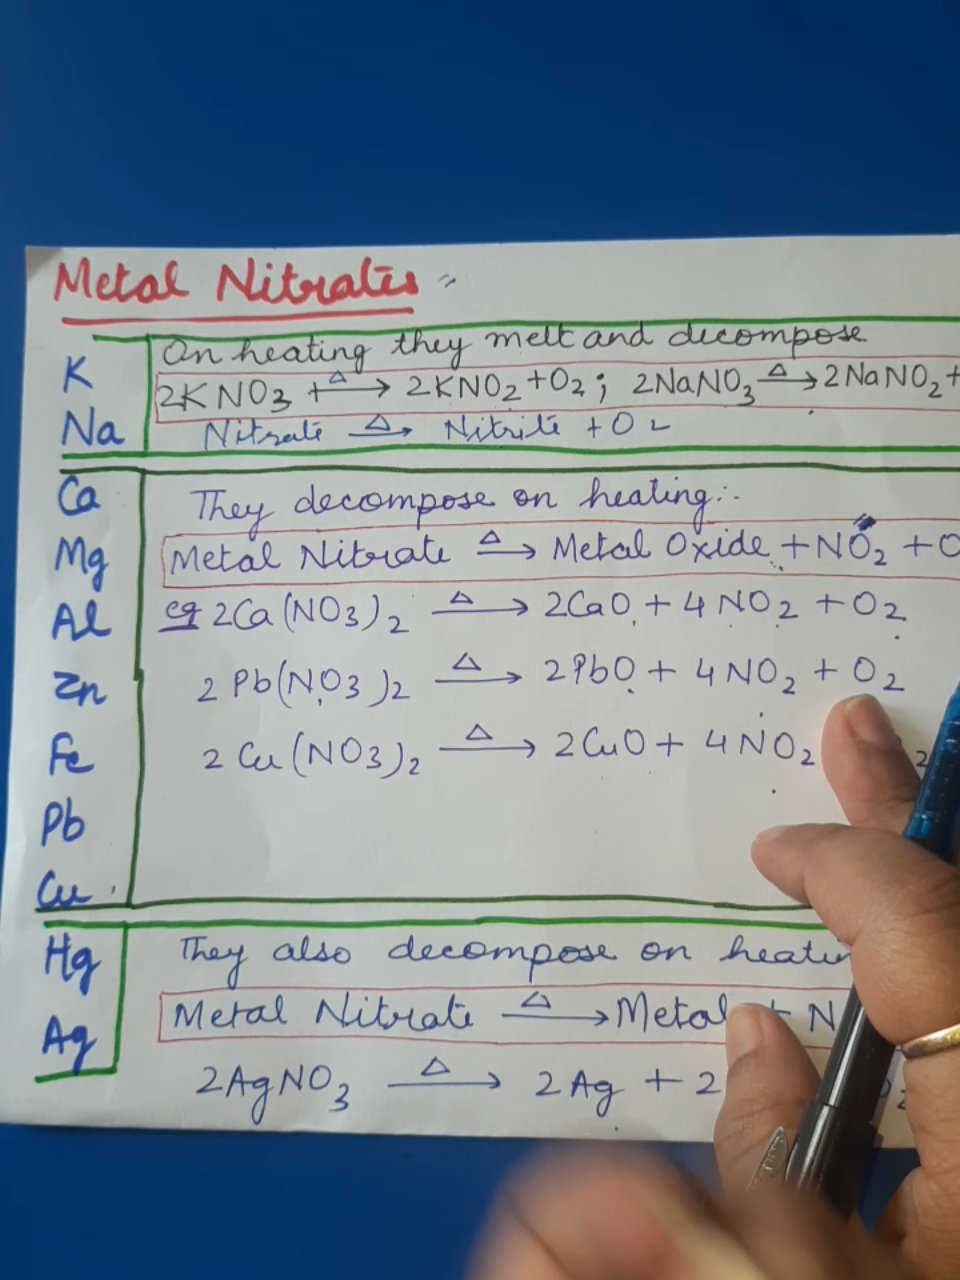 Metal Nitrates :-
K
On heating they melt and decompose
2KNO3 +Δ→ 2KNO2 + O2 ; 2NaNO3 Δ→ 2NaNO2 +
Na
Nitrate Δ→ Nitrite + O2
Ca
They decompose on heating:-
Mg
Metal Nitrate Δ→ Metal Oxide + NO2 + O
Al
eg 2Ca(NO3)2 Δ→ 2CaO + 4NO2 + O2
Zn
2Pb(NO3)2 Δ→ 2PbO + 4NO2 + O2
Fe
2Cu(NO3)2 Δ→ 2CuO + 4NO2 2
Pb
Cu
Hg
They also decompose on
Metal Nitrate Δ→ Metal + N
Ag
2AgNO3 Δ→ 2Ag + 2